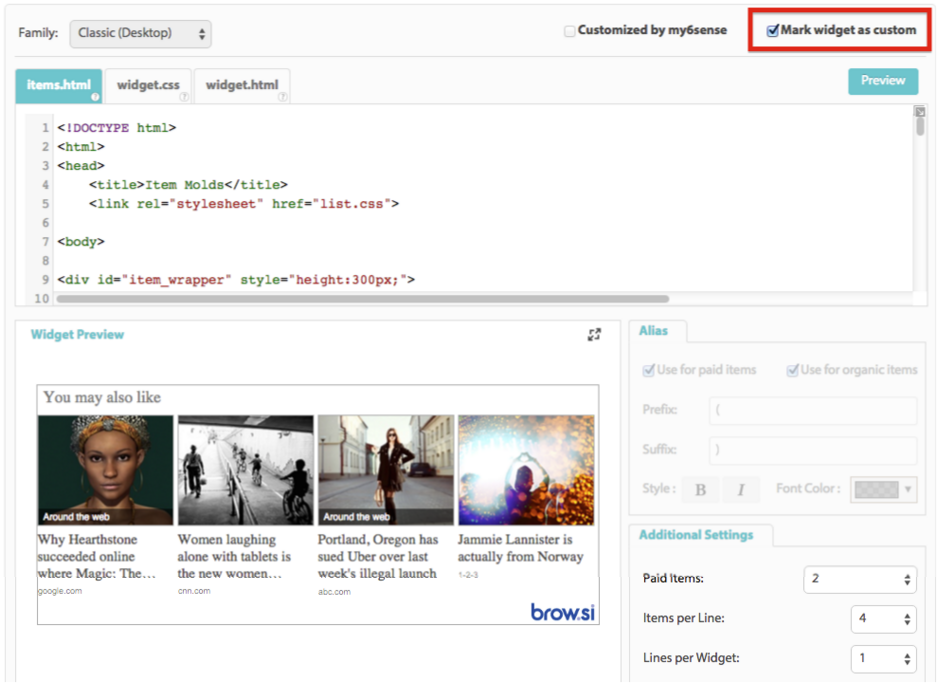 Family: Classic (Desktop) Customized by my6sense Mark widget as custom
items.html widget.css widget.html Preview
1 <!DOCTYPE html>
2 <html>
3 <head>
4 <title>Item Molds</title>
5 <link rel="stylesheet" href="list.css">
6
7 <body>
8
9 <div id="item_wrapper" style="height:300px;">
10
Widget Preview
You may also like
Around the web
Why Hearthstone
succeeded online
where Magic: The...
google.com
Women laughing
alone with tablets is
the new women...
cnn.com
Around the web
Portland, Oregon has
sued Uber over last
week's illegal launch
abc.com
Jammie Lannister is
actually from Norway
1-2-3
brow.si
Alias
Use for paid items Use for organic items
Prefix: (
Suffix: )
Style: B I Font Color:
Additional Settings
Paid Items: 2
Items per Line: 4
Lines per Widget: 1